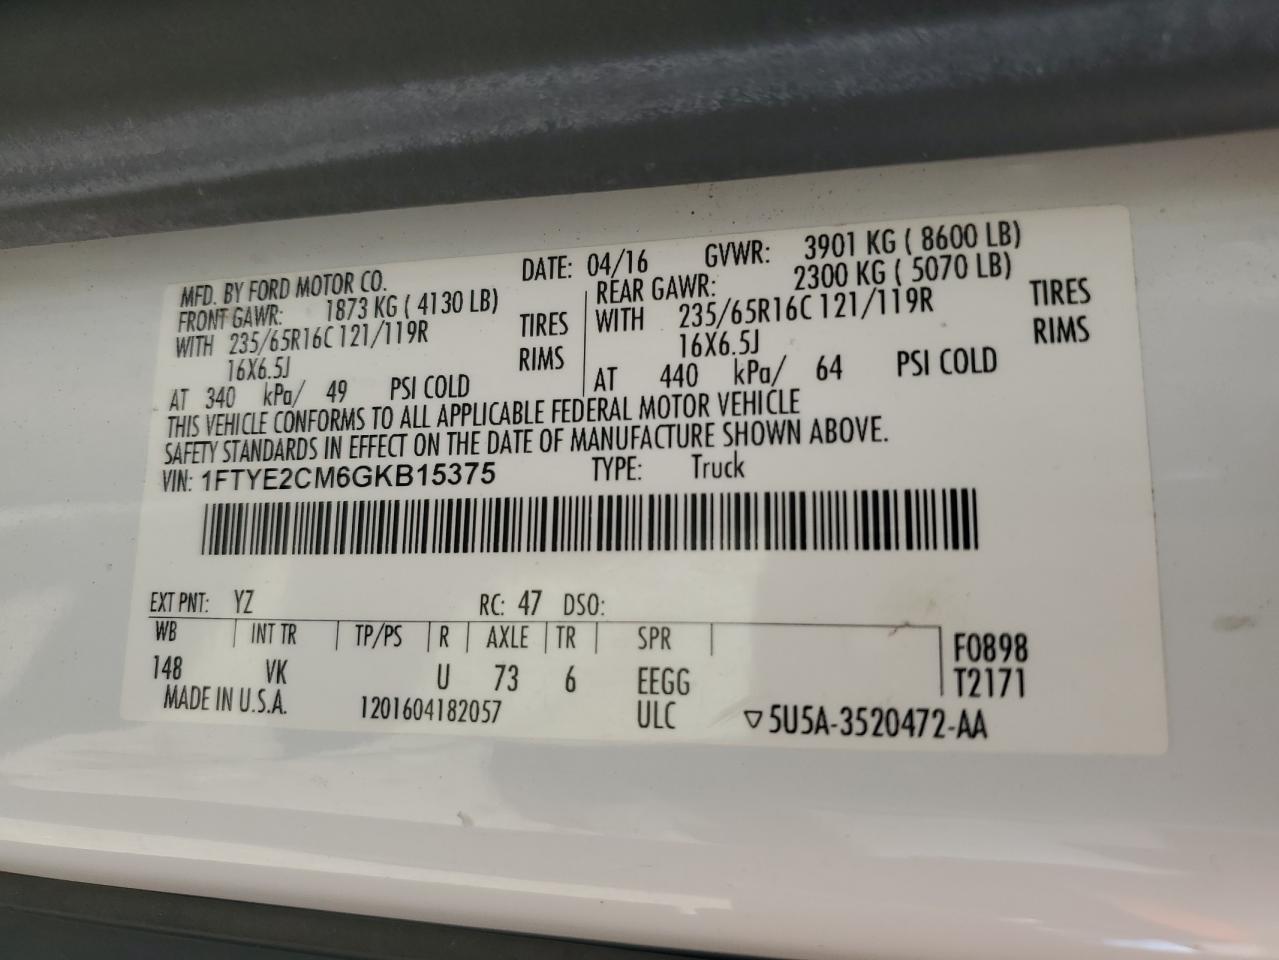 MFD. BY FORD MOTOR CO. DATE: 04/16 GVWR: 3901 KG ( 8600 LB)
FRONT GAWR: 1873 KG ( 4130 LB) REAR GAWR: 2300 KG ( 5070 LB)
WITH 235/65R16C 121/119R TIRES WITH 235/65R16C 121/119R TIRES
16X6.5J RIMS 16X6.5J RIMS
AT 340 kPa/ 49 PSI COLD AT 440 kPa/ 64 PSI COLD
THIS VEHICLE CONFORMS TO ALL APPLICABLE FEDERAL MOTOR VEHICLE
SAFETY STANDARDS IN EFFECT ON THE DATE OF MANUFACTURE SHOWN ABOVE.
VIN: 1FTYE2CM6GKB15375 TYPE: Truck
EXT PNT: YZ RC: 47 DSO:
WB INT TR TP/PS R AXLE TR SPR F0898
148 VK U 73 6 EEGG T2171
MADE IN U.S.A. 1201604182057 ULC ▽5U5A-3520472-AA